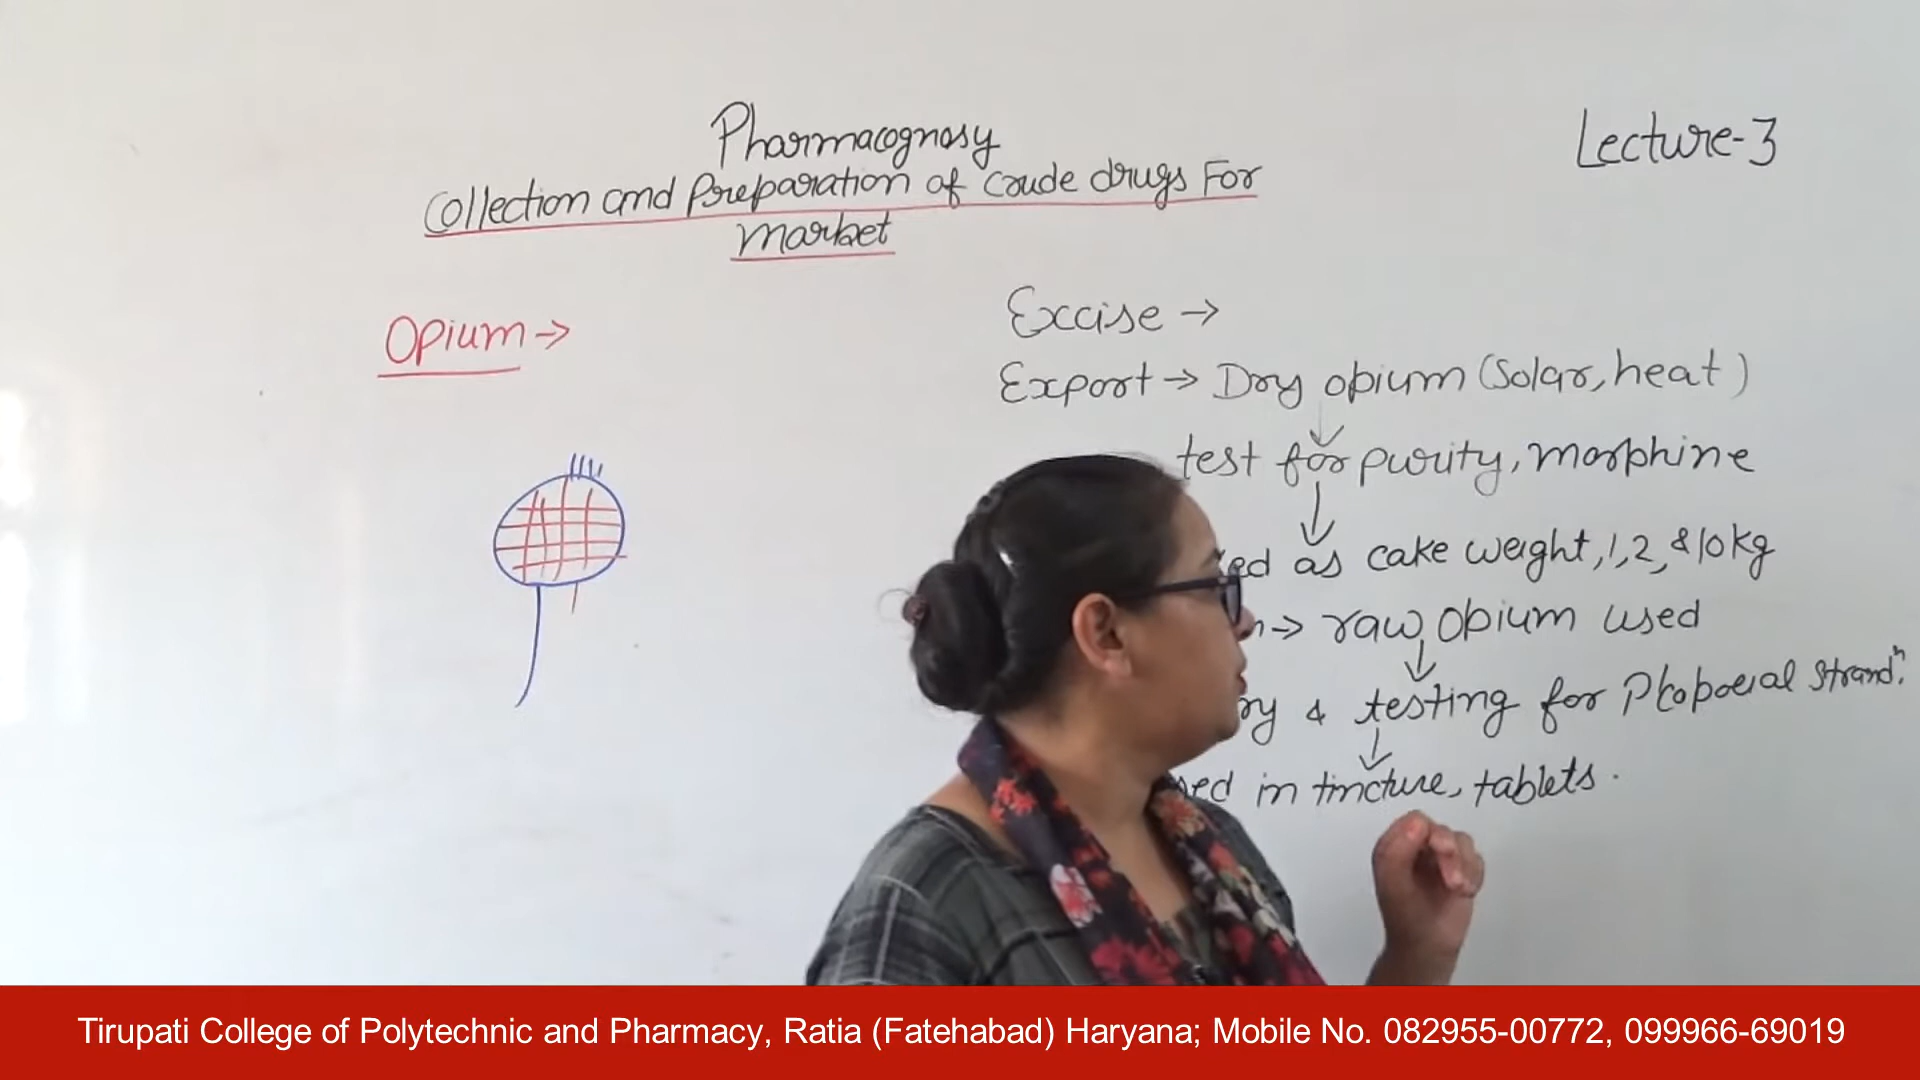 Pharmacognosy
Lecture-3
Collection and Preparation of crude drugs For
market
Opium →
Excise →
Export → Dry opium (Solar, heat)
test for purity, morphine
as cake weight, 1, 2, & 10 kg
→ raw opium used
& testing for
in tincture, tablets.
Tirupati College of Polytechnic and Pharmacy, Ratia (Fatehabad) Haryana; Mobile No. 082955-00772, 099966-69019